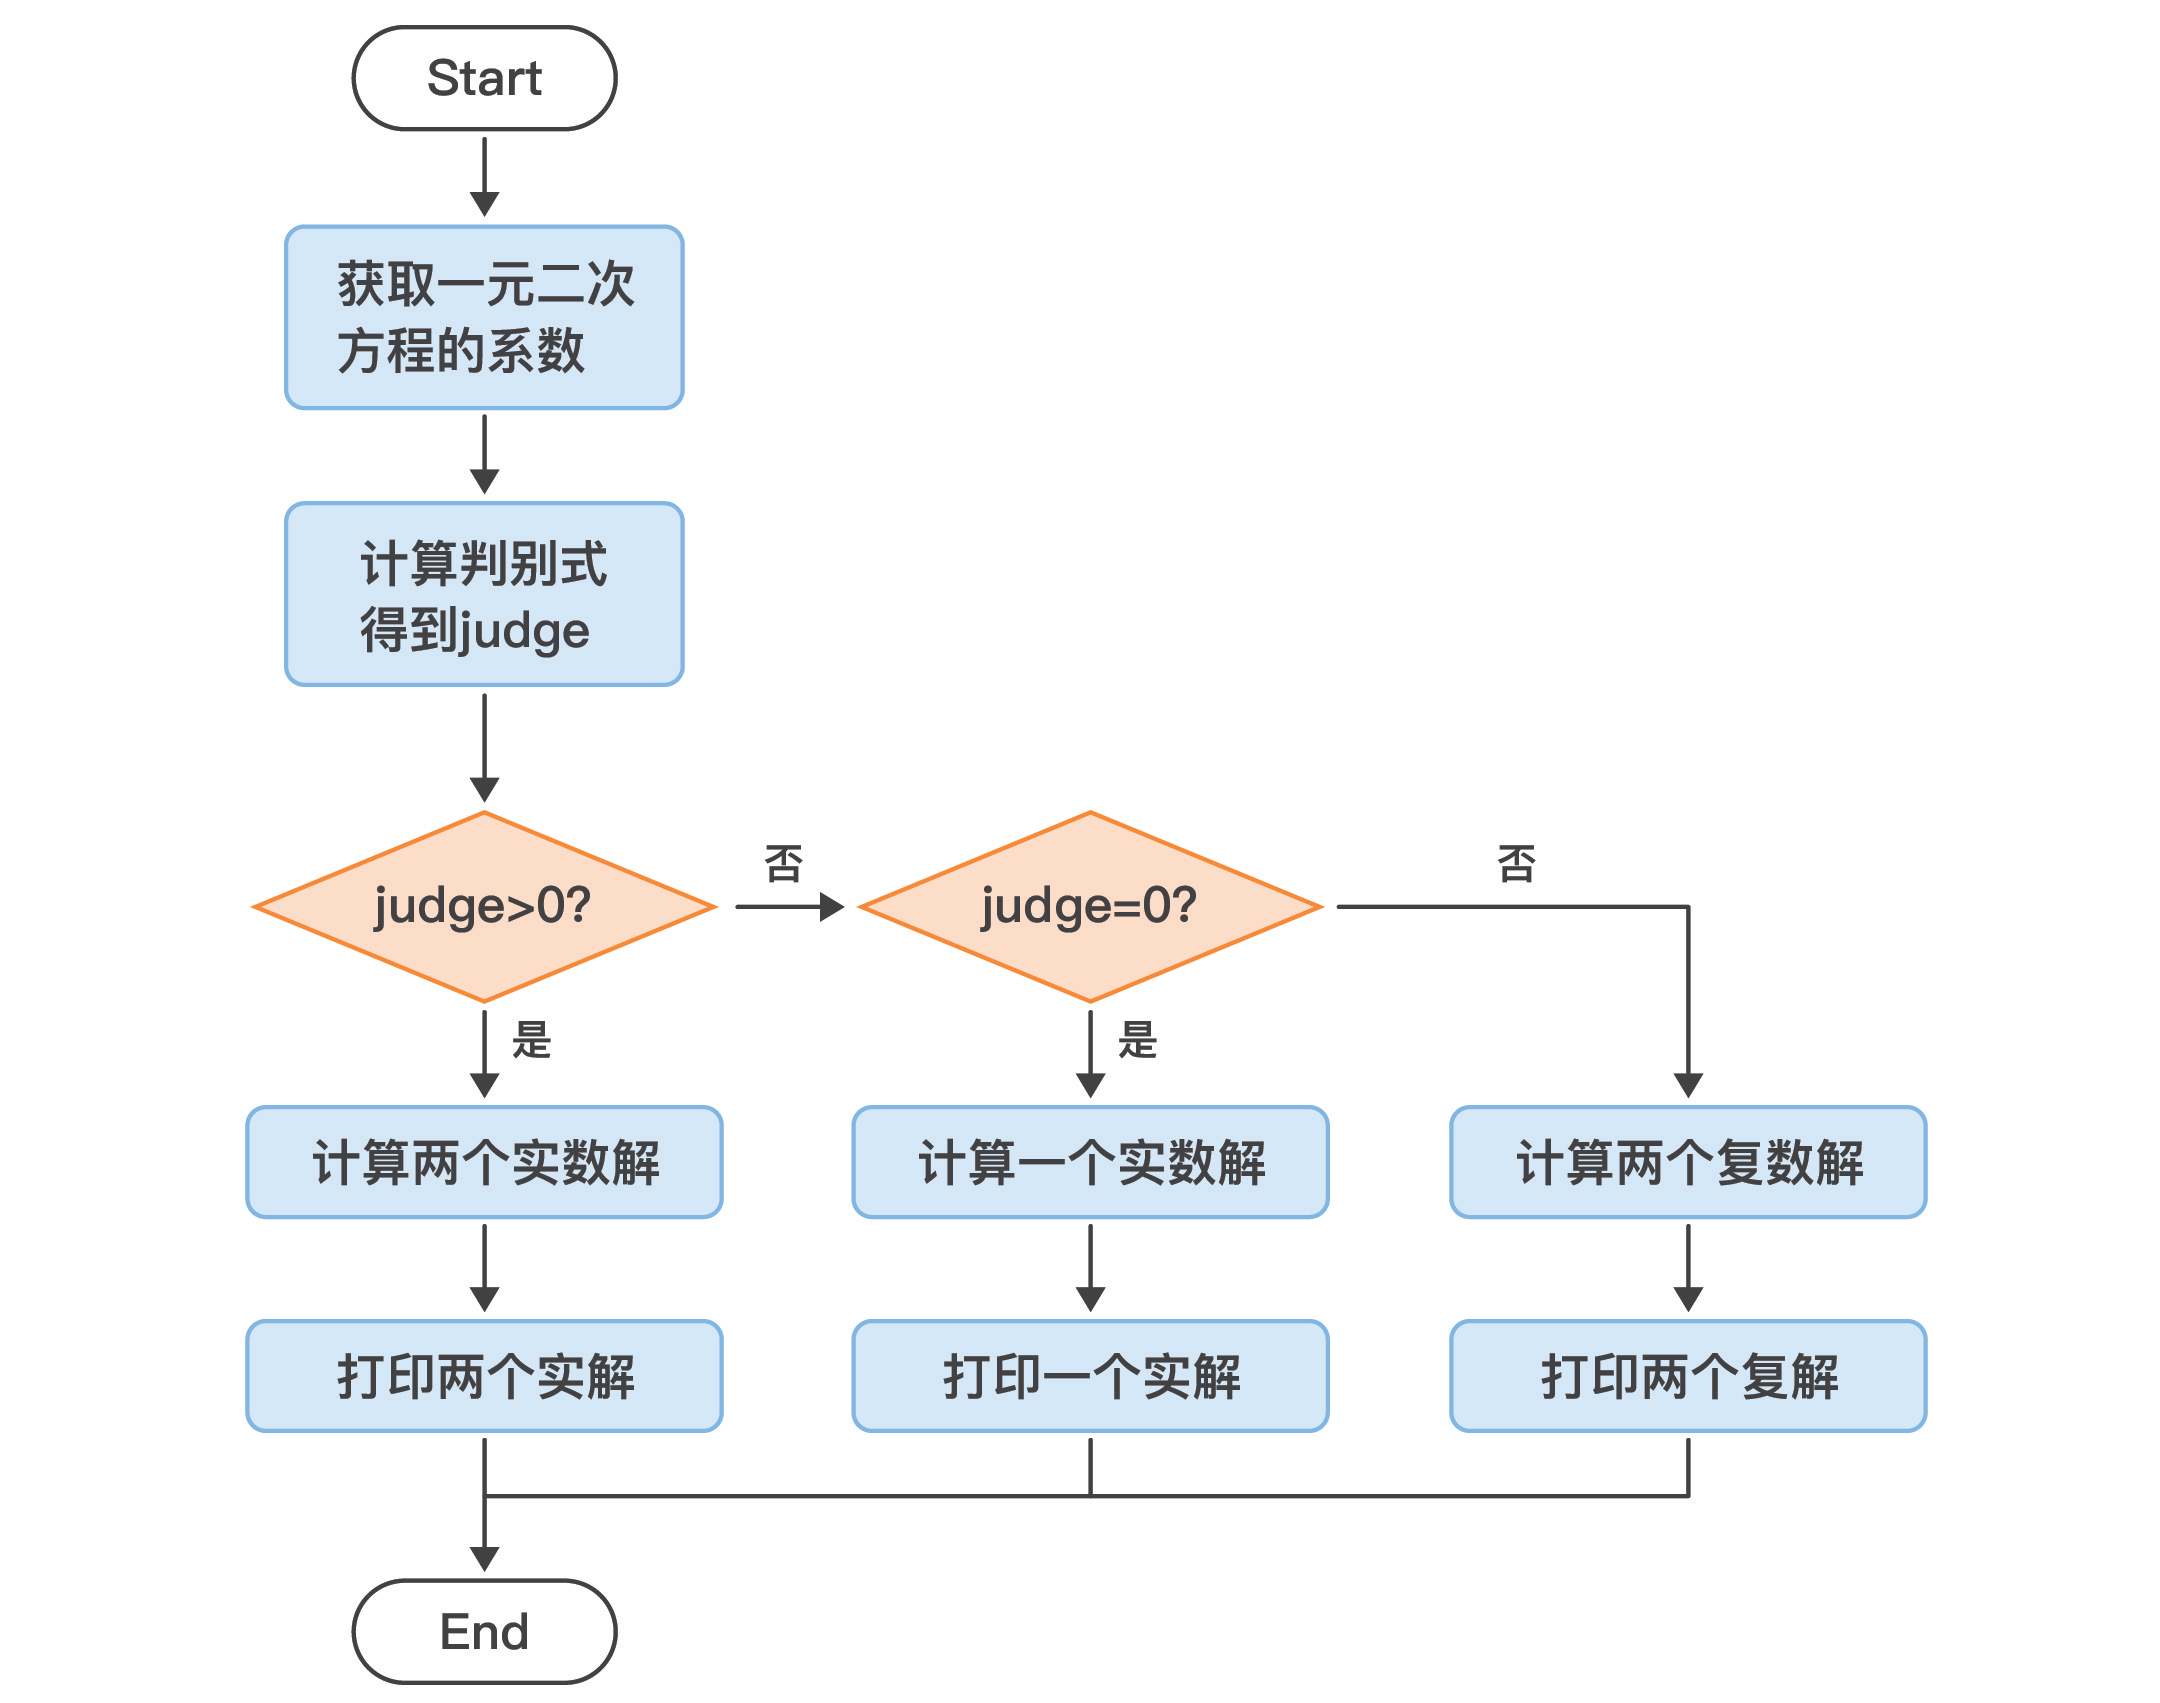 Start
获取一元二次
方程的系数
计算判别式
得到judge
judge>0?
否
judge=0?
否
是
是
计算两个实数解
计算一个实数解
计算两个复数解
打印两个实解
打印一个实解
打印两个复解
End